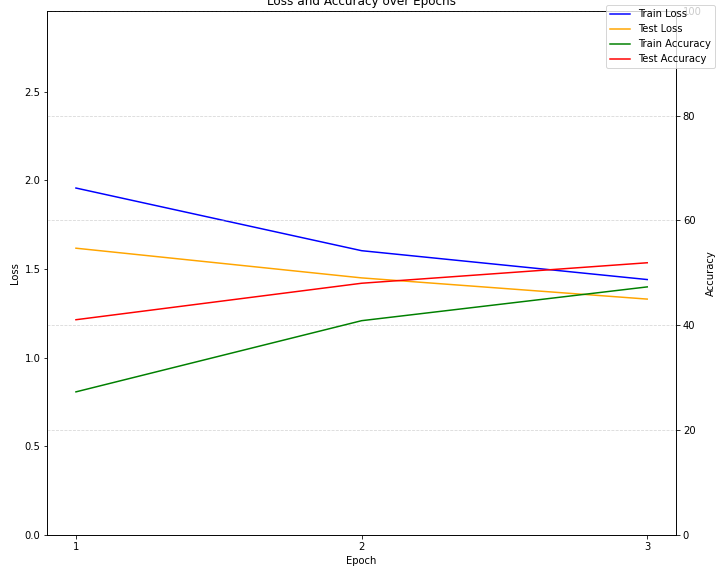 Loss and Accuracy over Epochs
Train Loss
Test Loss
Train Accuracy
Test Accuracy
Loss
2.5
2.0
1.5
1.0
0.5
0.0
100
80
60
40
20
0
Accuracy
1 2 3
Epoch